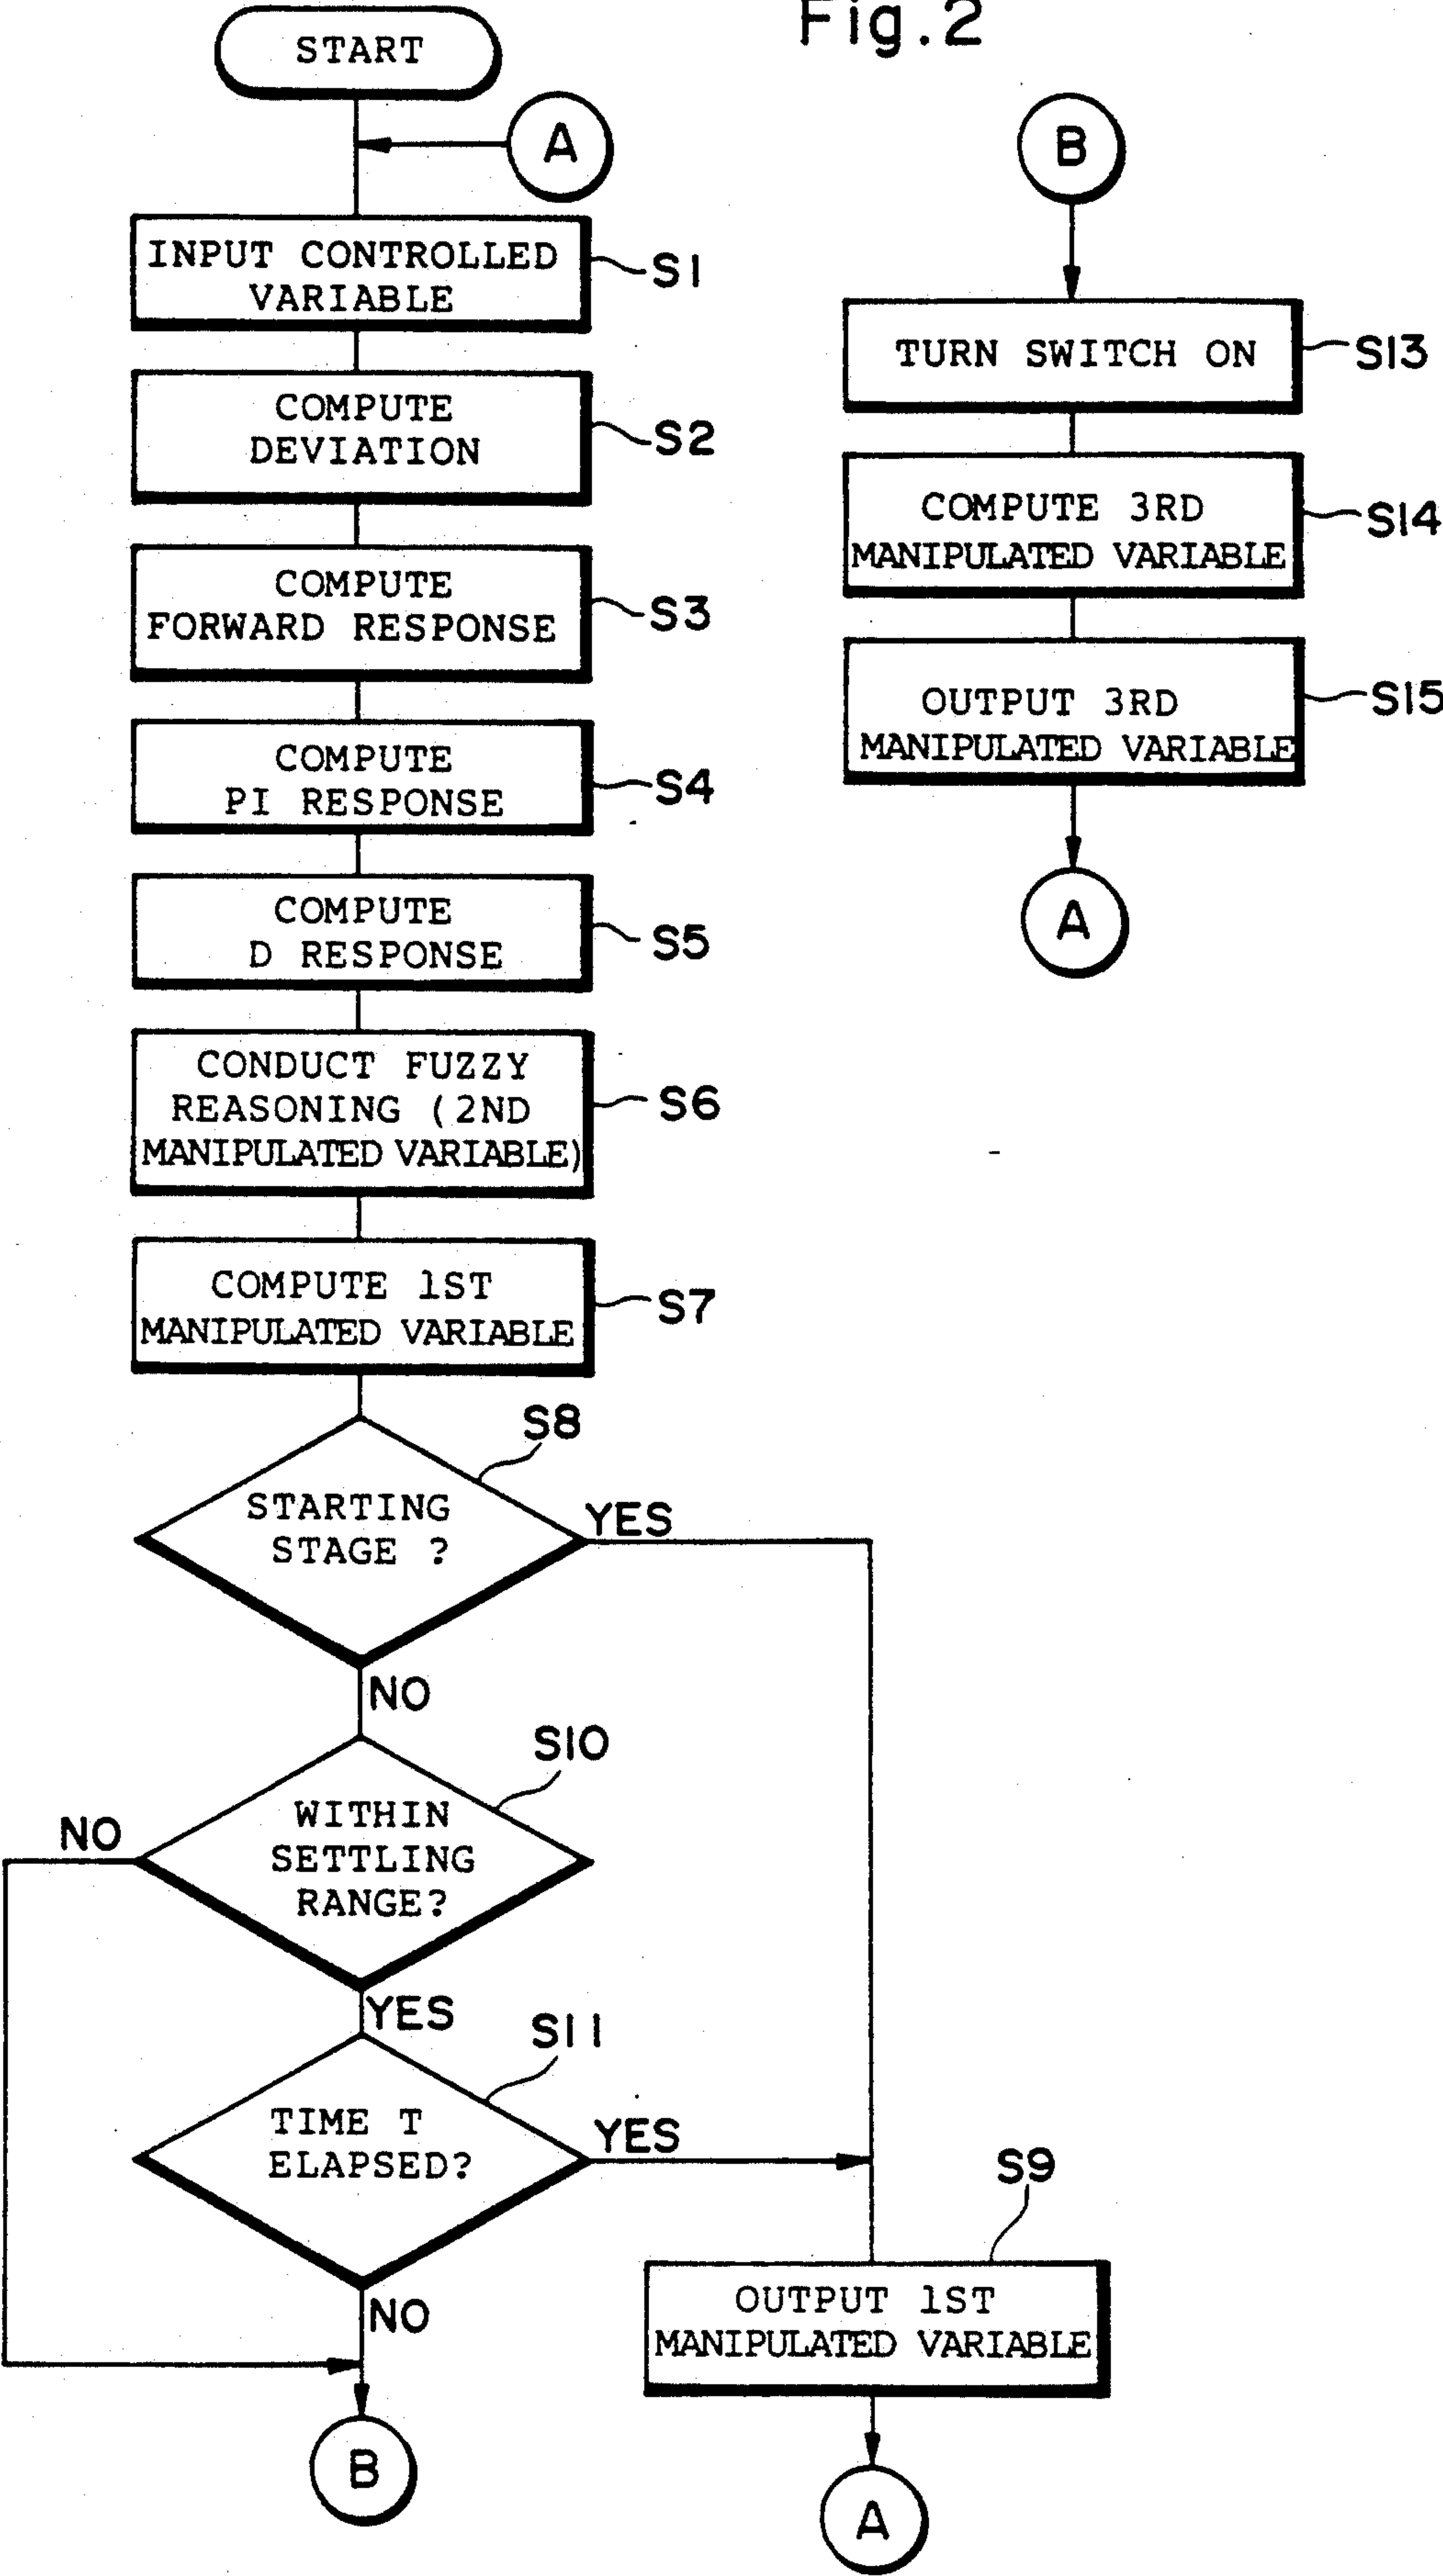 Fig.2
START
A
INPUT CONTROLLED
VARIABLE
S1
COMPUTE
DEVIATION
S2
COMPUTE
FORWARD RESPONSE
S3
COMPUTE
PI RESPONSE
S4
COMPUTE
D RESPONSE
S5
CONDUCT FUZZY
REASONING (2ND
MANIPULATED VARIABLE)
S6
COMPUTE 1ST
MANIPULATED VARIABLE
S7
S8
STARTING
STAGE ?
YES
NO
S10
WITHIN
SETTLING
RANGE?
NO
YES
S11
TIME T
ELAPSED?
YES
NO
B
S9
OUTPUT 1ST
MANIPULATED VARIABLE
A
B
TURN SWITCH ON
S13
COMPUTE 3RD
MANIPULATED VARIABLE
S14
OUTPUT 3RD
MANIPULATED VARIABLE
S15
A